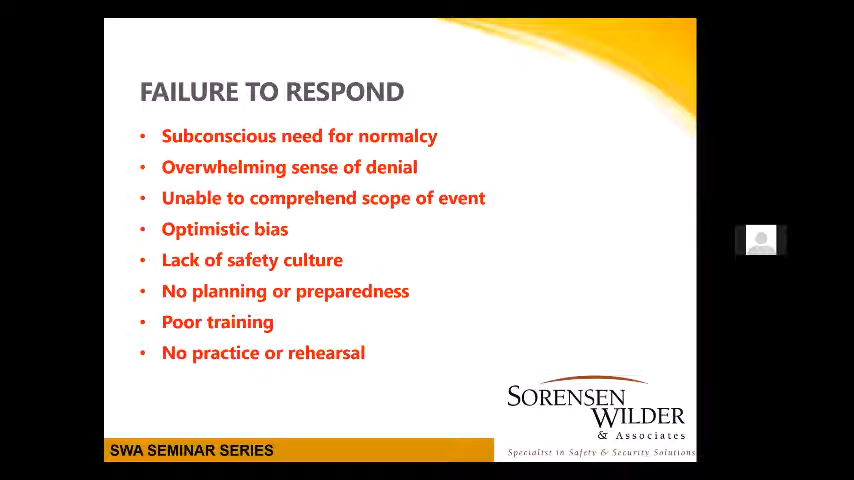 FAILURE TO RESPOND
• Subconscious need for normalcy
• Overwhelming sense of denial
• Unable to comprehend scope of event
• Optimistic bias
• Lack of safety culture
• No planning or preparedness
• Poor training
• No practice or rehearsal
SORENSEN
WILDER
& Associates
SWA SEMINAR SERIES
Specialist in Safety & Security Solutions